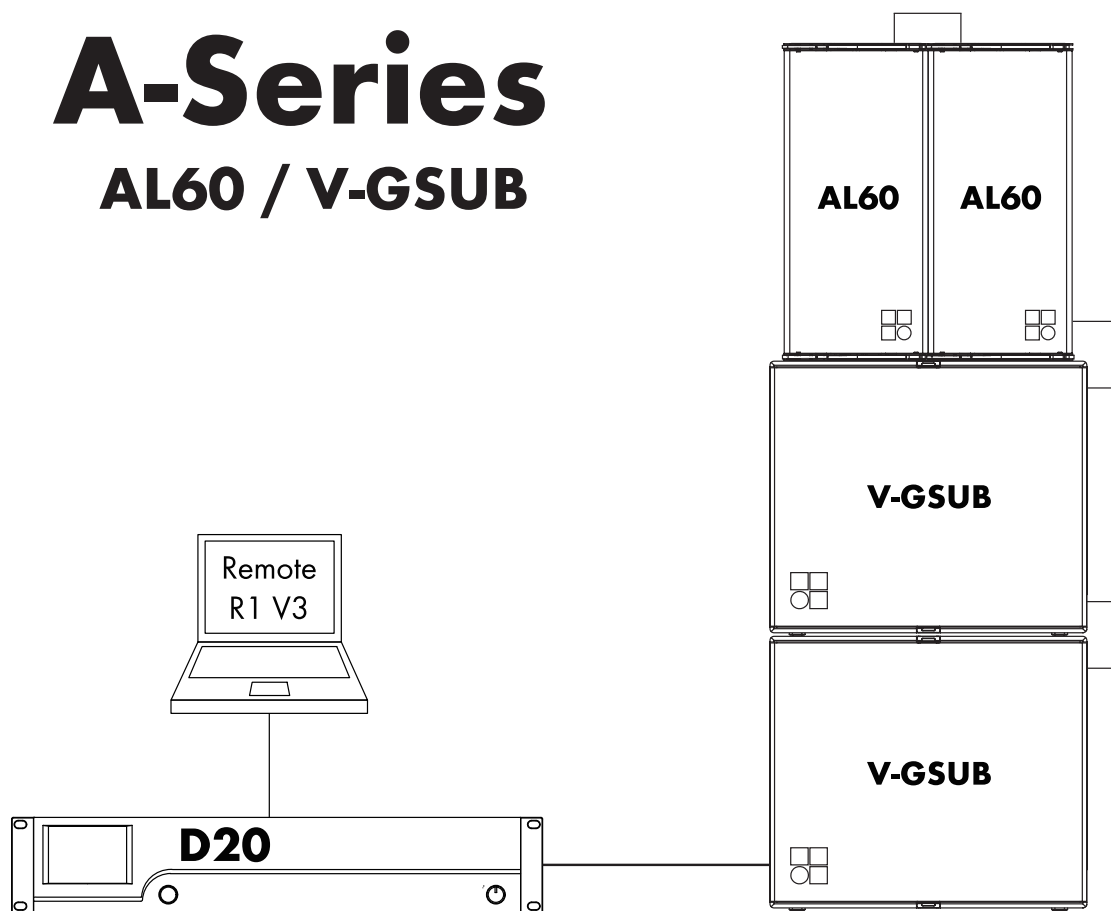 A-Series
AL60 / V-GSUB
AL60 AL60
V-GSUB
Remote
R1 V3
V-GSUB
D20